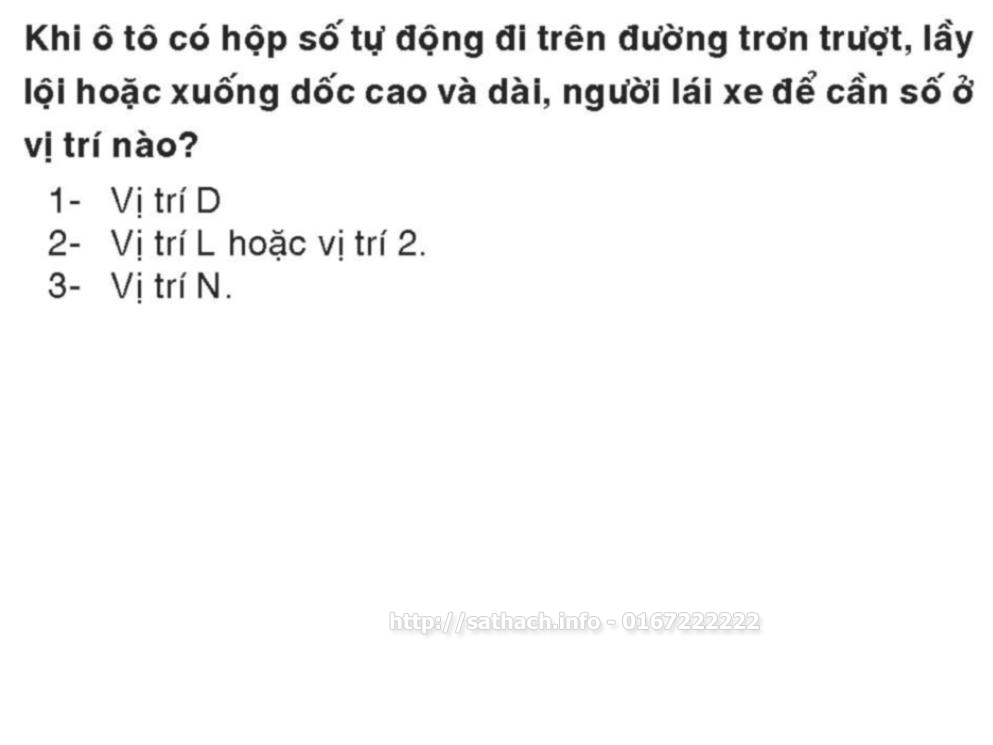 Khi ô tô có hộp số tự động đi trên đường trơn trượt, lầy
lội hoặc xuống dốc cao và dài, người lái xe để cần số ở
vị trí nào?
1- Vị trí D
2- Vị trí L hoặc vị trí 2.
3- Vị trí N.
http://sathach.info - 0167222222